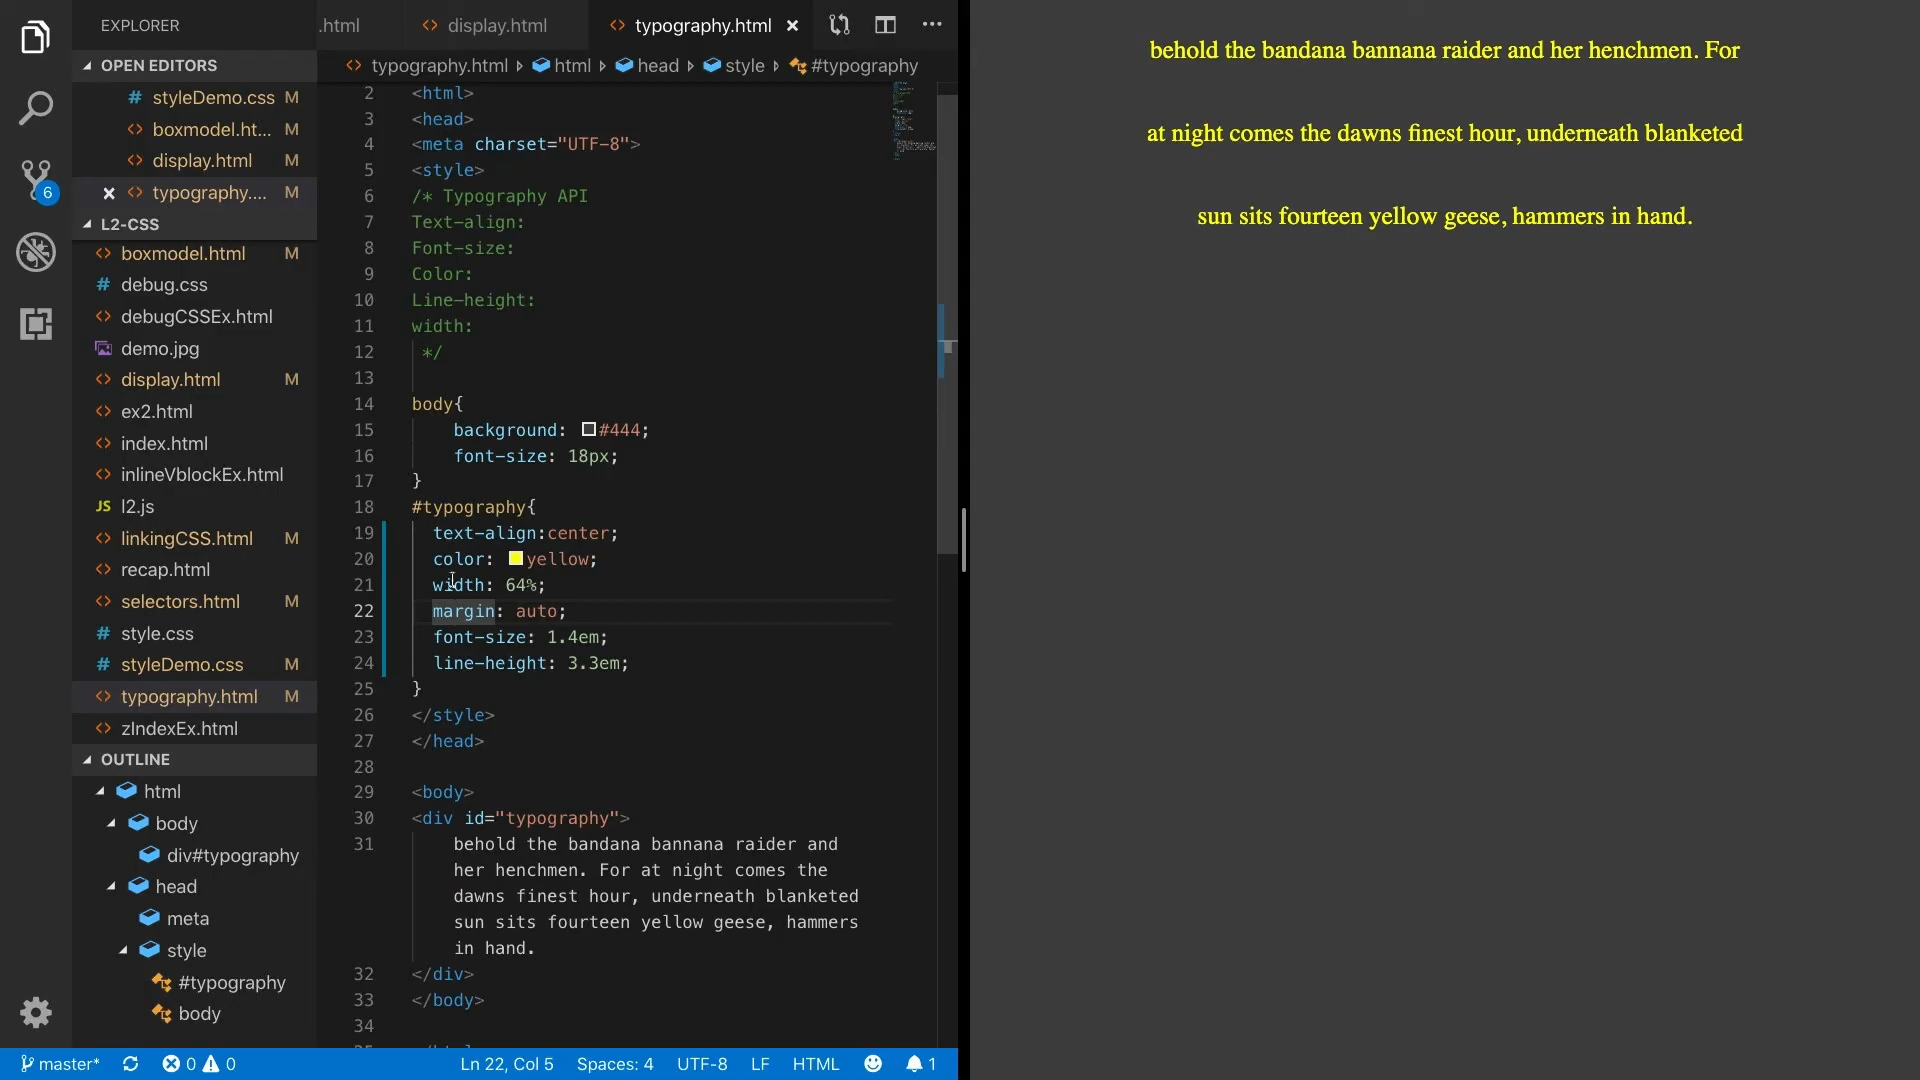 EXPLORER
OPEN EDITORS
# styleDemo.css M
<> boxmodel.ht... M
<> display.html M
× <> typography.... M
L2-CSS
<> boxmodel.html M
# debug.css
<> debugCSSEx.html
demo.jpg
<> display.html M
<> ex2.html
<> index.html
<> inlineVblockEx.html
JS l2.js
<> linkingCSS.html M
<> recap.html
<> selectors.html M
# style.css
# styleDemo.css M
<> typography.html M
<> zIndexEx.html
OUTLINE
html
body
div#typography
head
meta
style
#typography
body
6
.html <> display.html <> typography.html ×
<> typography.html html head style #typography
2 <html>
3 <head>
4 <meta charset="UTF-8">
5 <style>
6 /* Typography API
7 Text-align:
8 Font-size:
9 Color:
10 Line-height:
11 width:
12 */
13
14 body{
15 background: #444;
16 font-size: 18px;
17 }
18 #typography{
19 text-align:center;
20 color: yellow;
21 width: 64%;
22 margin: auto;
23 font-size: 1.4em;
24 line-height: 3.3em;
25 }
26 </style>
27 </head>
28
29 <body>
30 <div id="typography">
31 behold the bandana bannana raider and
her henchmen. For at night comes the
dawns finest hour, underneath blanketed
sun sits fourteen yellow geese, hammers
in hand.
32 </div>
33 </body>
34
master* 0 0 Ln 22, Col 5 Spaces: 4 UTF-8 LF HTML 1
behold the bandana bannana raider and her henchmen. For
at night comes the dawns finest hour, underneath blanketed
sun sits fourteen yellow geese, hammers in hand.